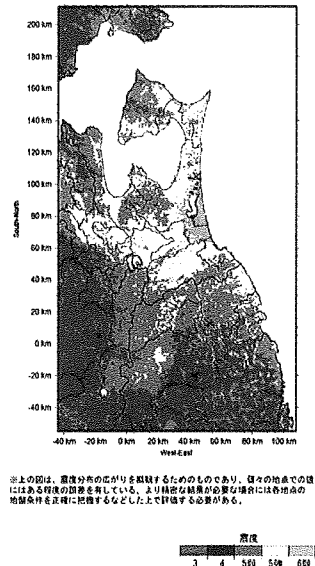 200 km
180 km
160 km
140 km
120 km
100 km
80 km
60 km
40 km
20 km
0 km
-20 km
-40 km
South-North
-40 km -20 km 0 km 20 km 40 km 60 km 80 km 100 km
West-East
※上の図は、震度分布の広がりを概観するためのものであり、個々の地点での値
にはある程度の誤差を有している。より精密な結果が必要な場合には各地点の
地盤条件を正確に把握するなどした上で評価する必要がある。
震度
3 4 5弱 5強 6弱